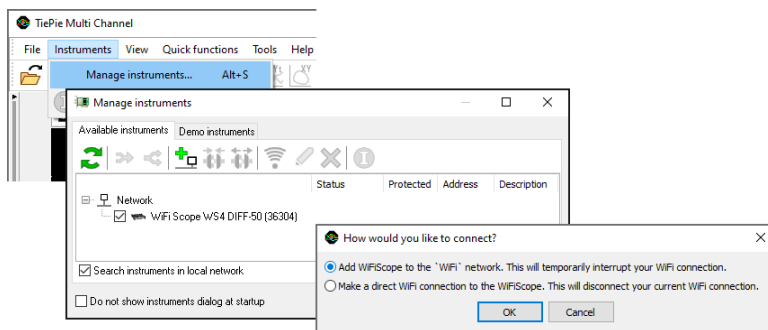 TiePie Multi Channel
File Instruments View Quick functions Tools Help
Manage instruments... Alt+S
Manage instruments
Available instruments Demo instruments
Status Protected Address Description
Network
WiFi Scope WS4 DIFF-50 (36304)
Search instruments in local network
Do not show instruments dialog at startup
How would you like to connect?
Add WiFiScope to the `WiFi` network. This will temporarily interrupt your WiFi connection.
Make a direct WiFi connection to the WiFiScope. This will disconnect your current WiFi connection.
OK Cancel